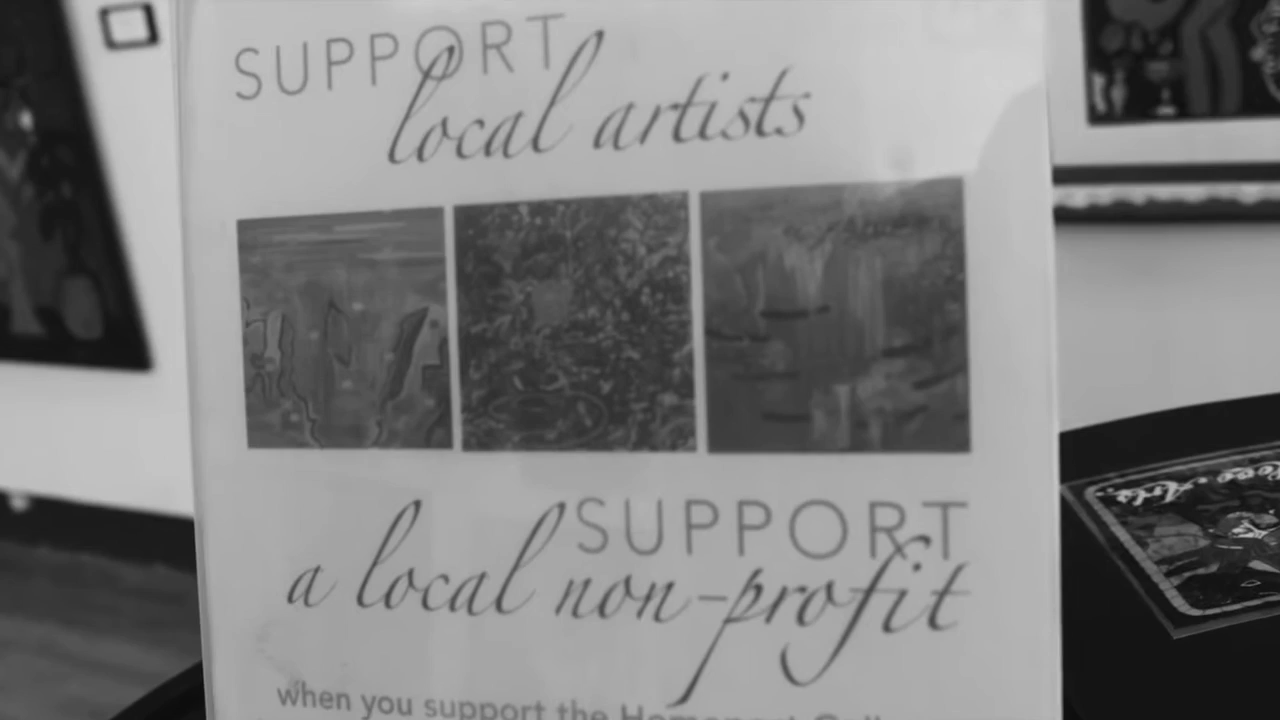 SUPPORT
local artists
SUPPORT
a local non-profit
when you support the